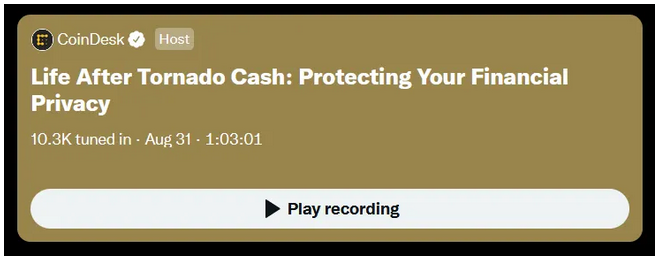 CoinDesk Host
Life After Tornado Cash: Protecting Your Financial
Privacy
10.3K tuned in · Aug 31 · 1:03:01
Play recording